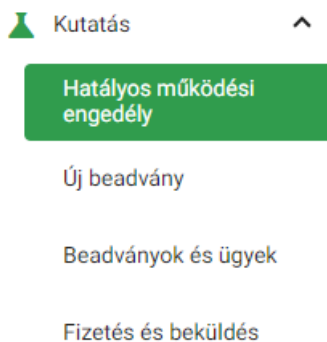 Kutatás
Hatályos működési
engedély
Új beadvány
Beadványok és ügyek
Fizetés és beküldés